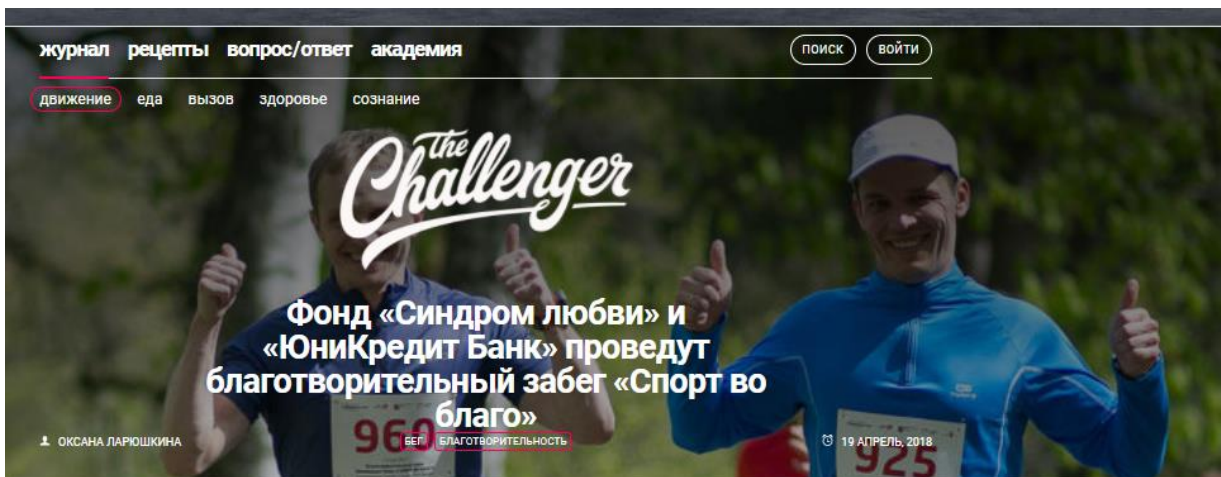 журнал рецепты вопрос/ответ академия
поиск войти
движение еда вызов здоровье сознание
The
Challenger
Фонд «Синдром любви» и
«ЮниКредит Банк» проведут
благотворительный забег «Спорт во
благо»
ОКСАНА ЛАРЮШКИНА
БЕГ БЛАГОТВОРИТЕЛЬНОСТЬ
19 АПРЕЛЬ, 2018
960
925